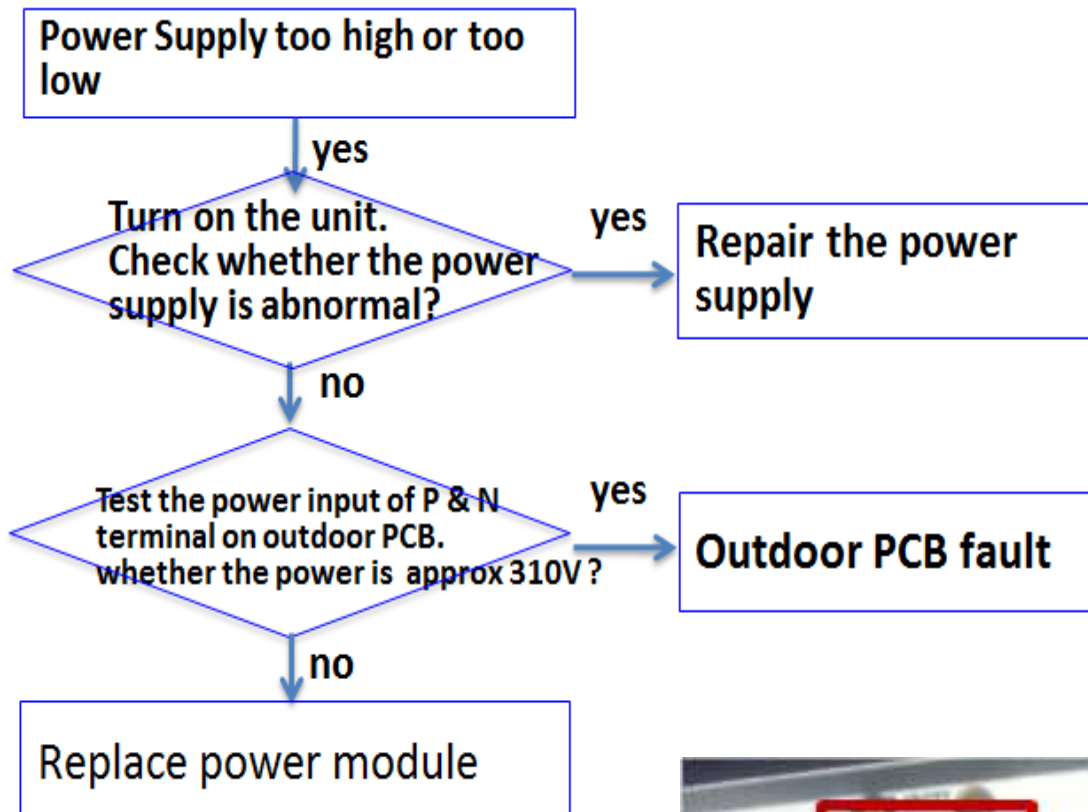 Power Supply too high or too
low
yes
Turn on the unit.
Check whether the power
supply is abnormal?
yes
Repair the power
supply
no
Test the power input of P & N
terminal on outdoor PCB.
whether the power is approx 310V ?
yes
Outdoor PCB fault
no
Replace power module